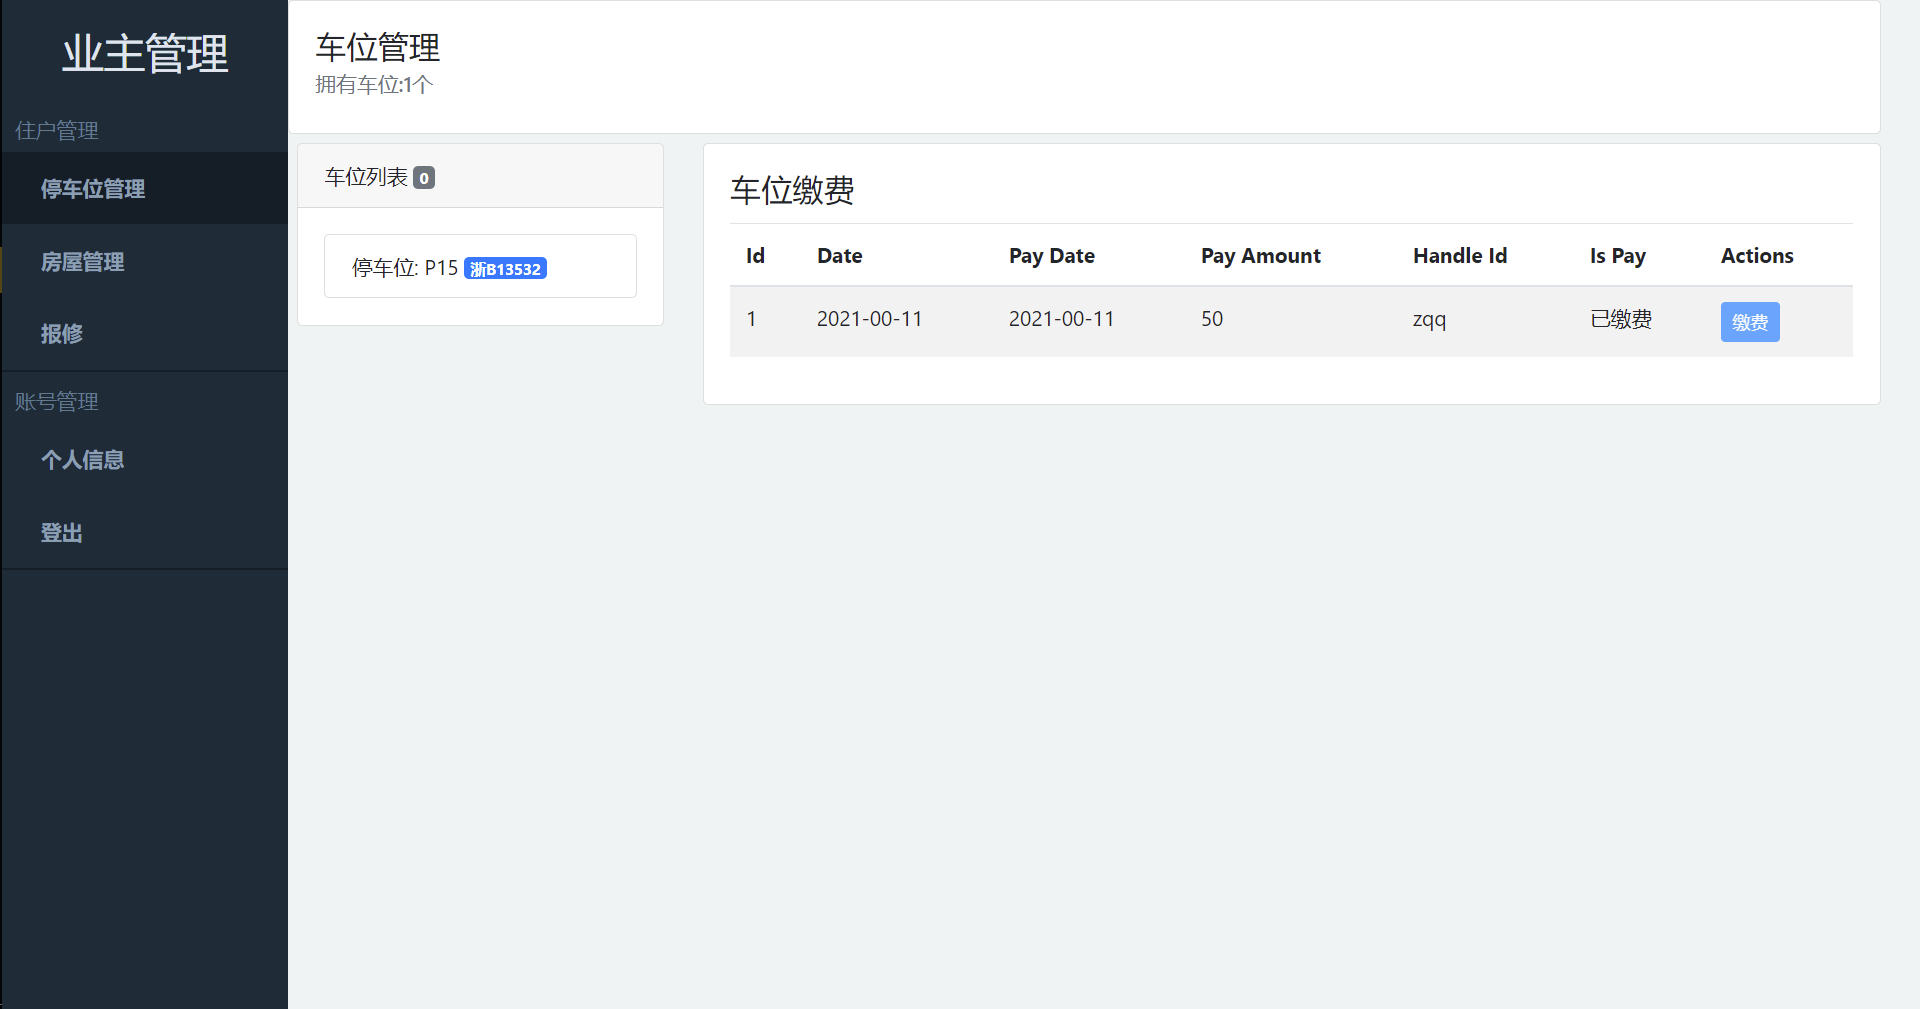 业主管理
住户管理
停车位管理
房屋管理
报修
账号管理
个人信息
登出
车位管理
拥有车位:1个
车位列表 0
停车位: P15 浙B13532
车位缴费
Id Date Pay Date Pay Amount Handle Id Is Pay Actions
1 2021-00-11 2021-00-11 50 zqq 已缴费 缴费